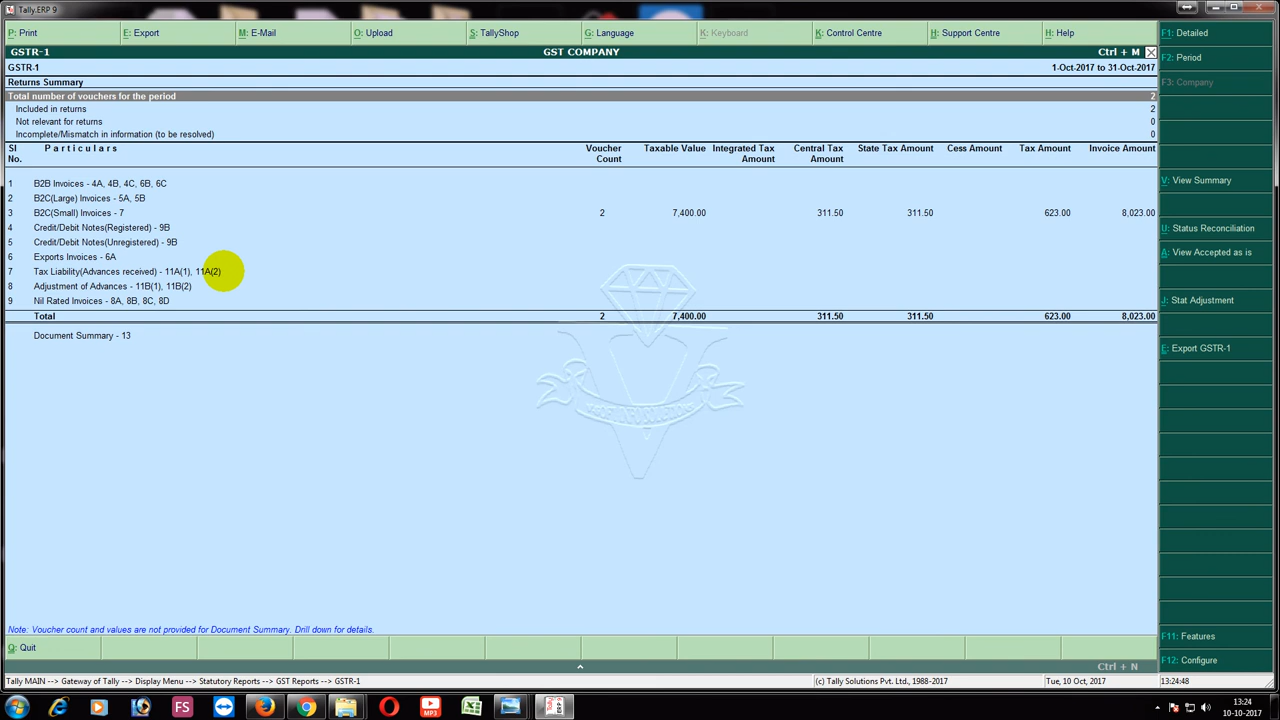 Tally.ERP 9
P: Print
E: Export
M: E-Mail
O: Upload
S: TallyShop
G: Language
K: Keyboard
K: Control Centre
H: Support Centre
H: Help
F1: Detailed
GSTR-1
GST COMPANY
Ctrl + M
F2: Period
GSTR-1
1-Oct-2017 to 31-Oct-2017
Returns Summary
F3: Company
Total number of vouchers for the period 2
Included in returns 2
Not relevant for returns 0
Incomplete/Mismatch in information (to be resolved) 0
Sl No. Particulars Voucher Count Taxable Value Integrated Tax Amount Central Tax Amount State Tax Amount Cess Amount Tax Amount Invoice Amount
1 B2B Invoices - 4A, 4B, 4C, 6B, 6C
2 B2C(Large) Invoices - 5A, 5B
3 B2C(Small) Invoices - 7 2 7,400.00 311.50 311.50 623.00 8,023.00
4 Credit/Debit Notes(Registered) - 9B
5 Credit/Debit Notes(Unregistered) - 9B
6 Exports Invoices - 6A
7 Tax Liability(Advances received) - 11A(1), 11A(2)
8 Adjustment of Advances - 11B(1), 11B(2)
9 Nil Rated Invoices - 8A, 8B, 8C, 8D
Total 2 7,400.00 311.50 311.50 623.00 8,023.00
Document Summary - 13
V: View Summary
U: Status Reconciliation
A: View Accepted as is
J: Stat Adjustment
E: Export GSTR-1
Note: Voucher count and values are not provided for Document Summary. Drill down for details.
F11: Features
Q: Quit
F12: Configure
Ctrl + N
Tally MAIN --> Gateway of Tally --> Display Menu --> Statutory Reports --> GST Reports --> GSTR-1
(c) Tally Solutions Pvt. Ltd., 1988-2017
Tue, 10 Oct, 2017
13:24:48
FS
MP3
13:24
10-10-2017